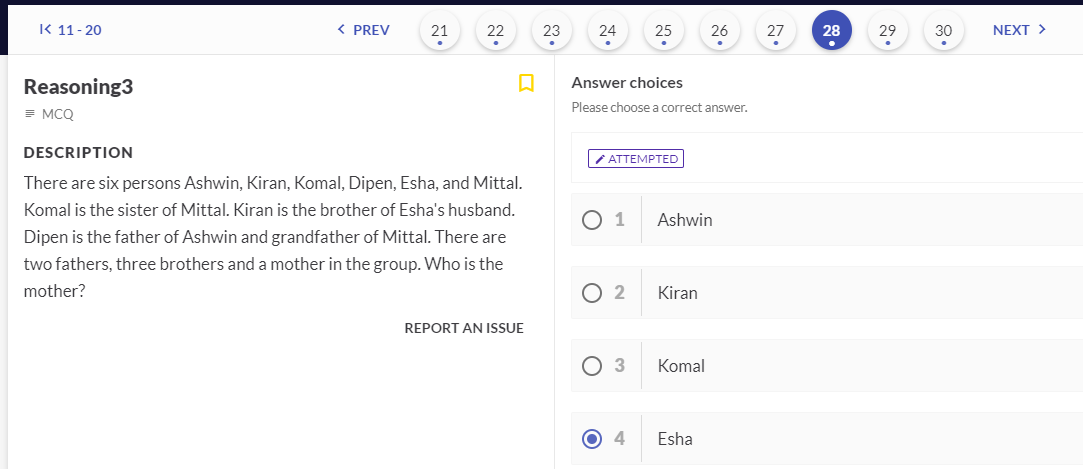 11 - 20 PREV 21 22 23 24 25 26 27 28 29 30 NEXT
Reasoning3
MCQ
DESCRIPTION
There are six persons Ashwin, Kiran, Komal, Dipen, Esha, and Mittal.
Komal is the sister of Mittal. Kiran is the brother of Esha's husband.
Dipen is the father of Ashwin and grandfather of Mittal. There are
two fathers, three brothers and a mother in the group. Who is the
mother?
REPORT AN ISSUE
Answer choices
Please choose a correct answer.
ATTEMPTED
1 Ashwin
2 Kiran
3 Komal
4 Esha